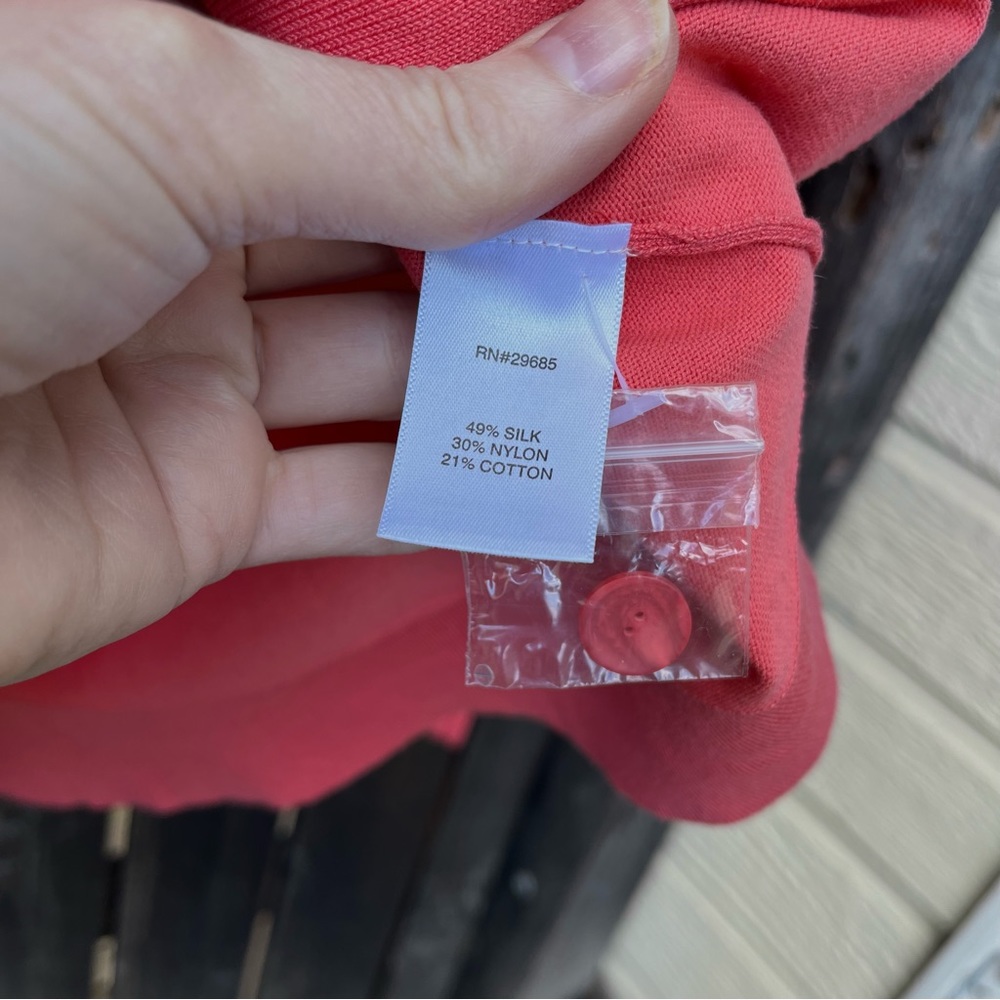 RN#29685
49% SILK
30% NYLON
21% COTTON